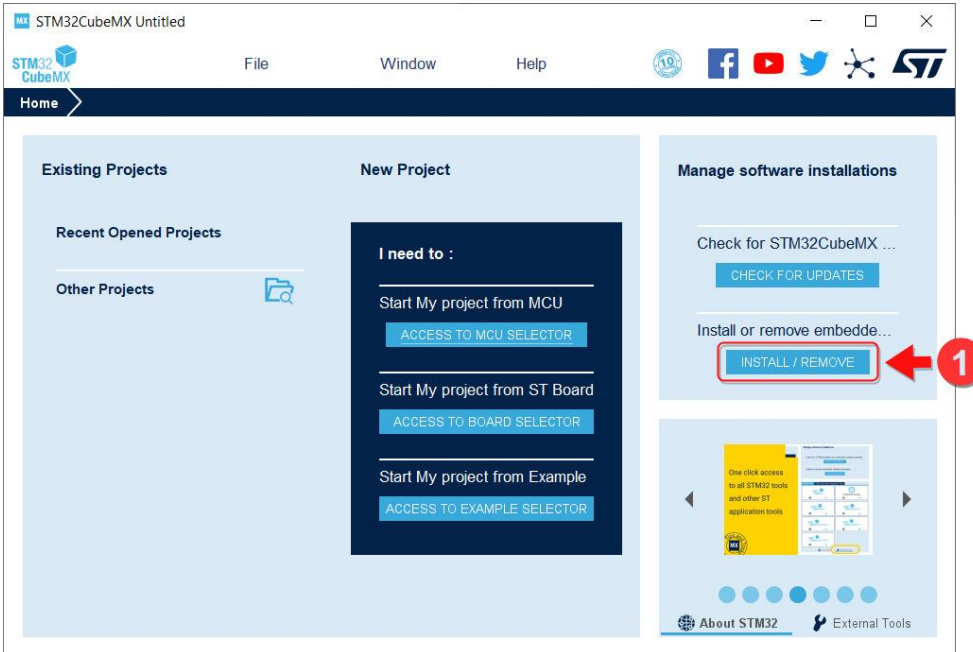 MX STM32CubeMX Untitled
STM32
CubeMX
File
Window
Help
10
f
ST
Home
Existing Projects
Recent Opened Projects
Other Projects
New Project
I need to :
Start My project from MCU
ACCESS TO MCU SELECTOR
Start My project from ST Board
ACCESS TO BOARD SELECTOR
Start My project from Example
ACCESS TO EXAMPLE SELECTOR
Manage software installations
Check for STM32CubeMX ...
CHECK FOR UPDATES
Install or remove embedde...
INSTALL / REMOVE
1
One click access
to all STM32 tools
and other ST
application tools
MX
About STM32
External Tools